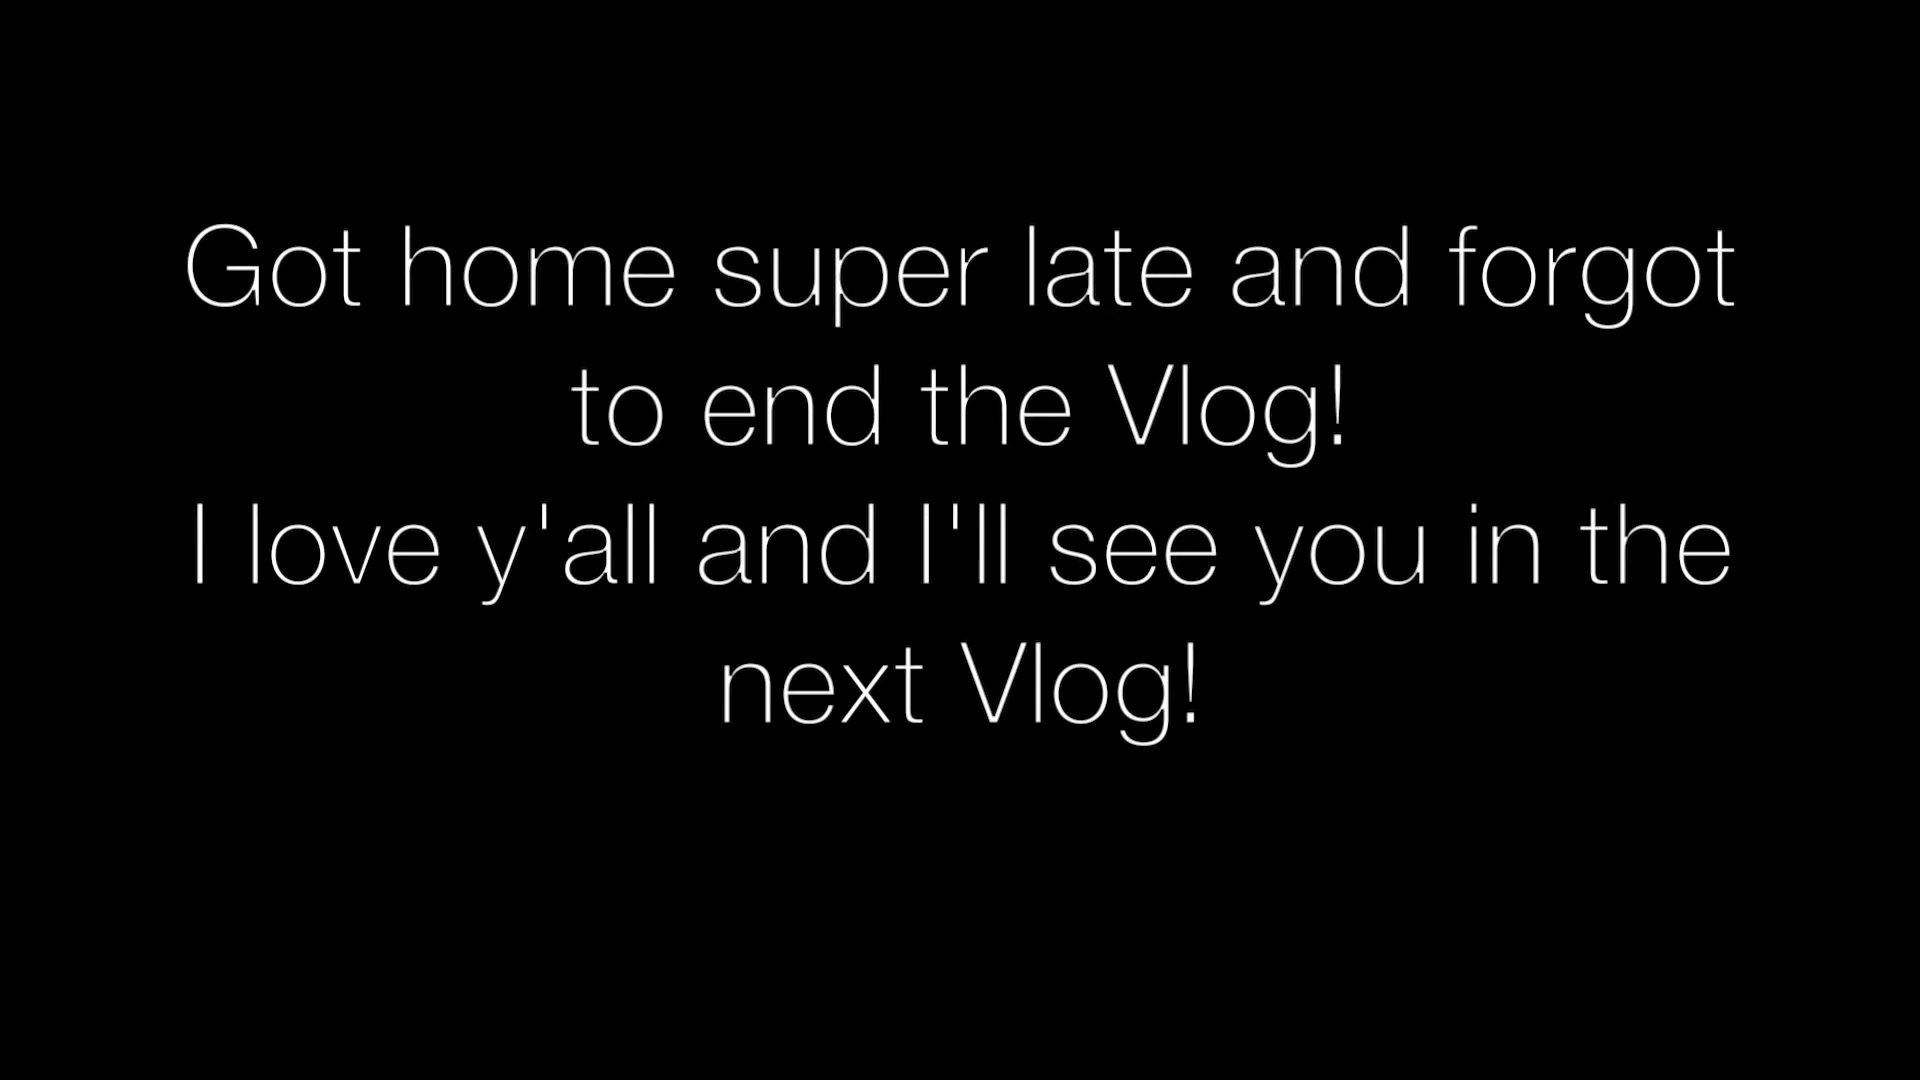 Got home super late and forgot
to end the Vlog!
I love y'all and I'll see you in the
next Vlog!